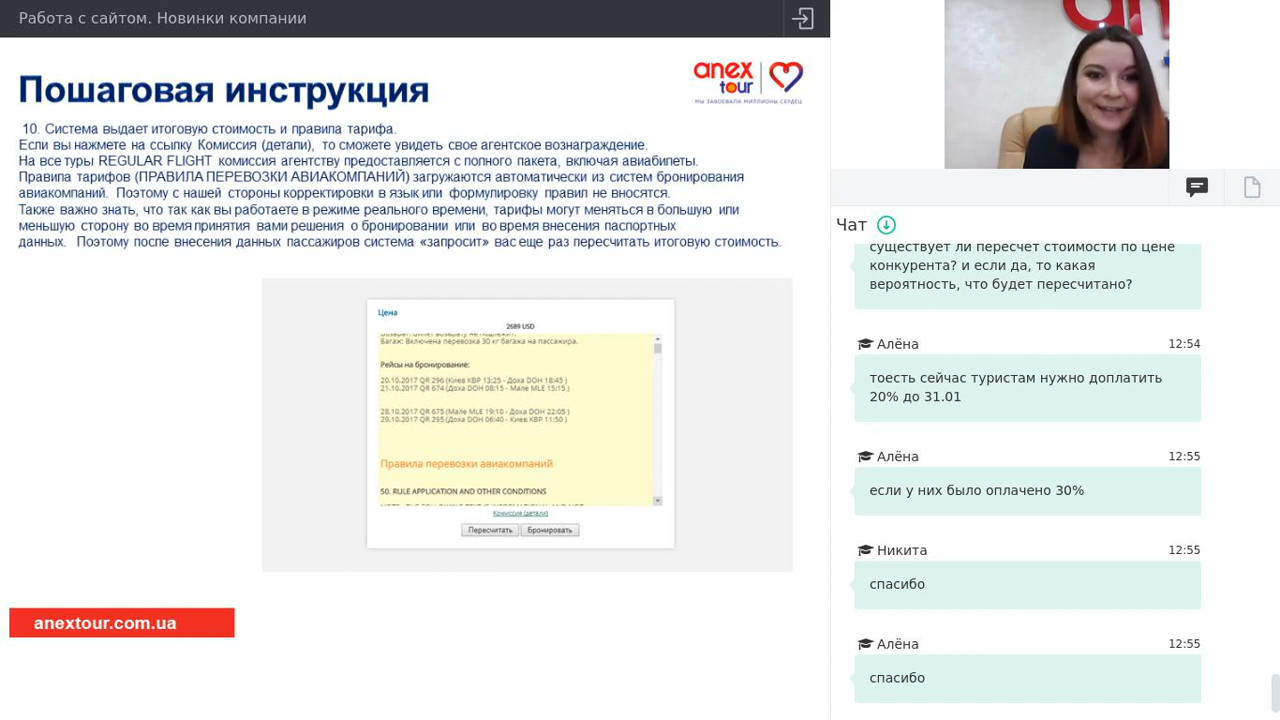 Работа с сайтом. Новинки компании
Пошаговая инструкция
anex
tour
МЫ ЗАВОЕВАЛИ МИЛЛИОНЫ СЕРДЕЦ
10. Система выдает итоговую стоимость и правила тарифа.
Если вы нажмете на ссылку Комиссия (детали), то сможете увидеть свое агентское вознаграждение.
На все туры REGULAR FLIGHT комиссия агентству предоставляется с полного пакета, включая авиабилеты.
Правила тарифов (ПРАВИЛА ПЕРЕВОЗКИ АВИАКОМПАНИЙ) загружаются автоматически из систем бронирования
авиакомпаний. Поэтому с нашей стороны корректировки в язык или формулировку правил не вносятся.
Также важно знать, что так как вы работаете в режиме реального времени, тарифы могут меняться в большую или
меньшую сторону во время принятия вами решения о бронировании или во время внесения паспортных
данных. Поэтому после внесения данных пассажиров система «запросит» вас еще раз пересчитать итоговую стоимость.
Цена
2689 USD
Багаж: Включена перевозка 30 кг багажа на пассажира.
Рейсы на бронирование:
20.10.2017 QR 296 (Киев KBP 13:25 - Доха DOH 18:45 )
21.10.2017 QR 674 (Доха DOH 08:15 - Мале MLE 15:15 )
28.10.2017 QR 675 (Мале MLE 19:10 - Доха DOH 22:05 )
29.10.2017 QR 295 (Доха DOH 06:40 - Киев KBP 11:50 )
Правила перевозки авиакомпаний
50. RULE APPLICATION AND OTHER CONDITIONS
Комиссия (детали)
Пересчитать Бронировать
anextour.com.ua
Чат
существует ли пересчет стоимости по цене
конкурента? и если да, то какая
вероятность, что будет пересчитано?
Алёна 12:54
тоесть сейчас туристам нужно доплатить
20% до 31.01
Алёна 12:55
если у них было оплачено 30%
Никита 12:55
спасибо
Алёна 12:55
спасибо